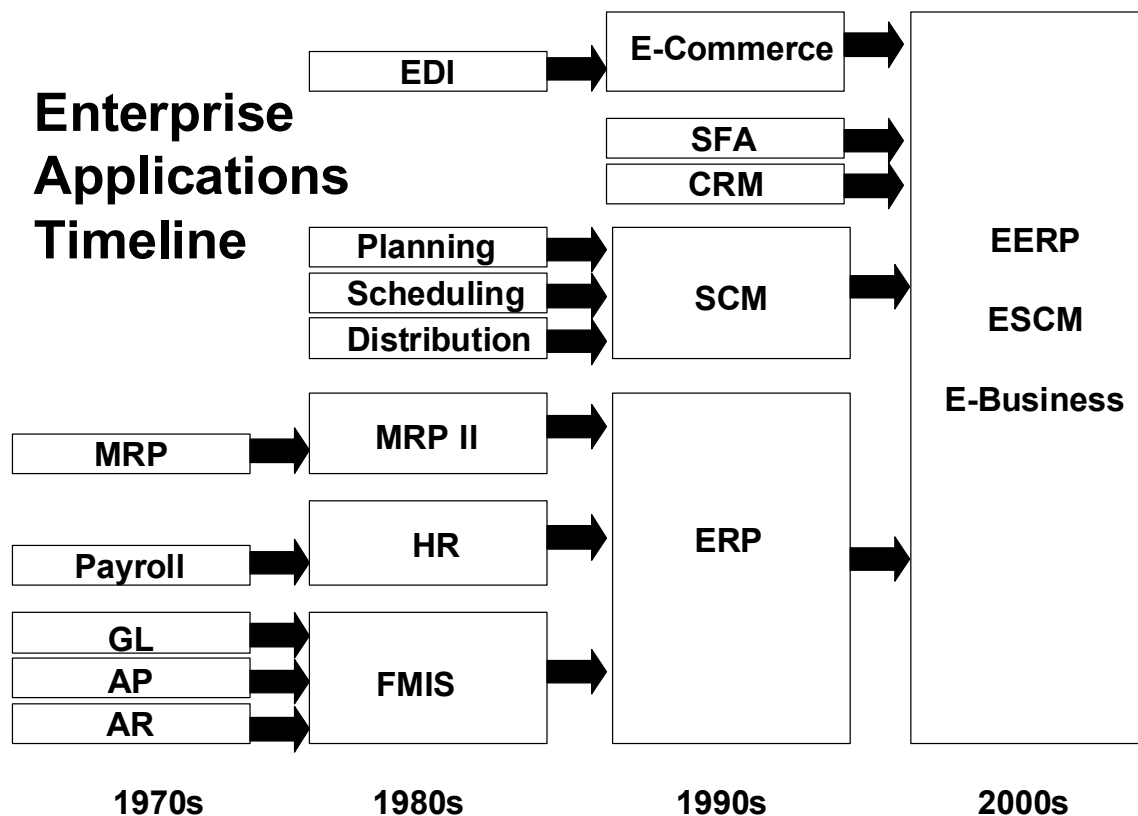 Enterprise
Applications
Timeline
EDI
E-Commerce
SFA
CRM
Planning
Scheduling
Distribution
SCM
EERP
ESCM
E-Business
MRP
MRP II
Payroll
HR
ERP
GL
AP
AR
FMIS
1970s
1980s
1990s
2000s